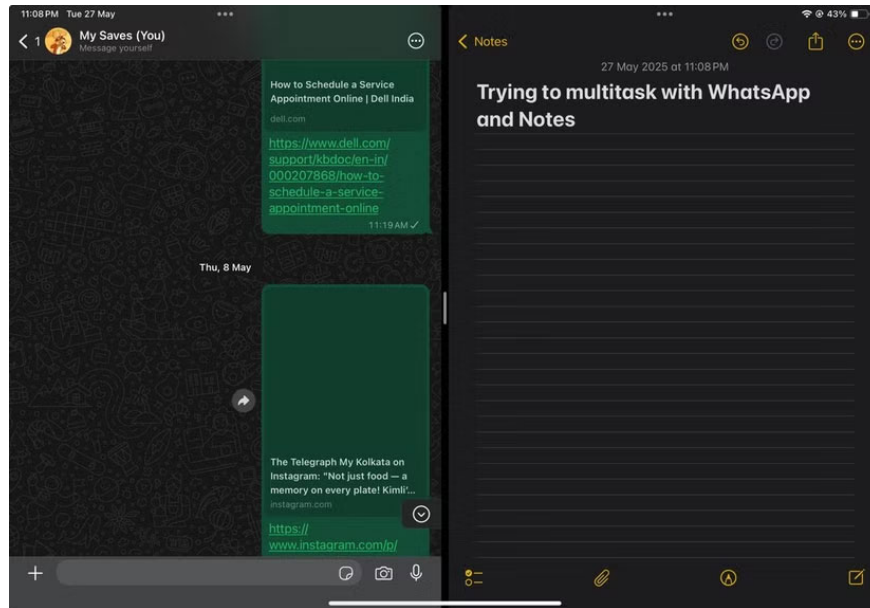 11:08 PM Tue 27 May
43%
1
My Saves (You)
Message yourself
How to Schedule a Service
Appointment Online | Dell India
dell.com
https://www.dell.com/
support/kbdoc/en-in/
000207868/how-to-
schedule-a-service-
appointment-online
11:19 AM
Thu, 8 May
The Telegraph My Kolkata on
Instagram: "Not just food — a
memory on every plate! Kimli'...
instagram.com
https://
www.instagram.com/p/
Notes
27 May 2025 at 11:08 PM
Trying to multitask with WhatsApp
and Notes